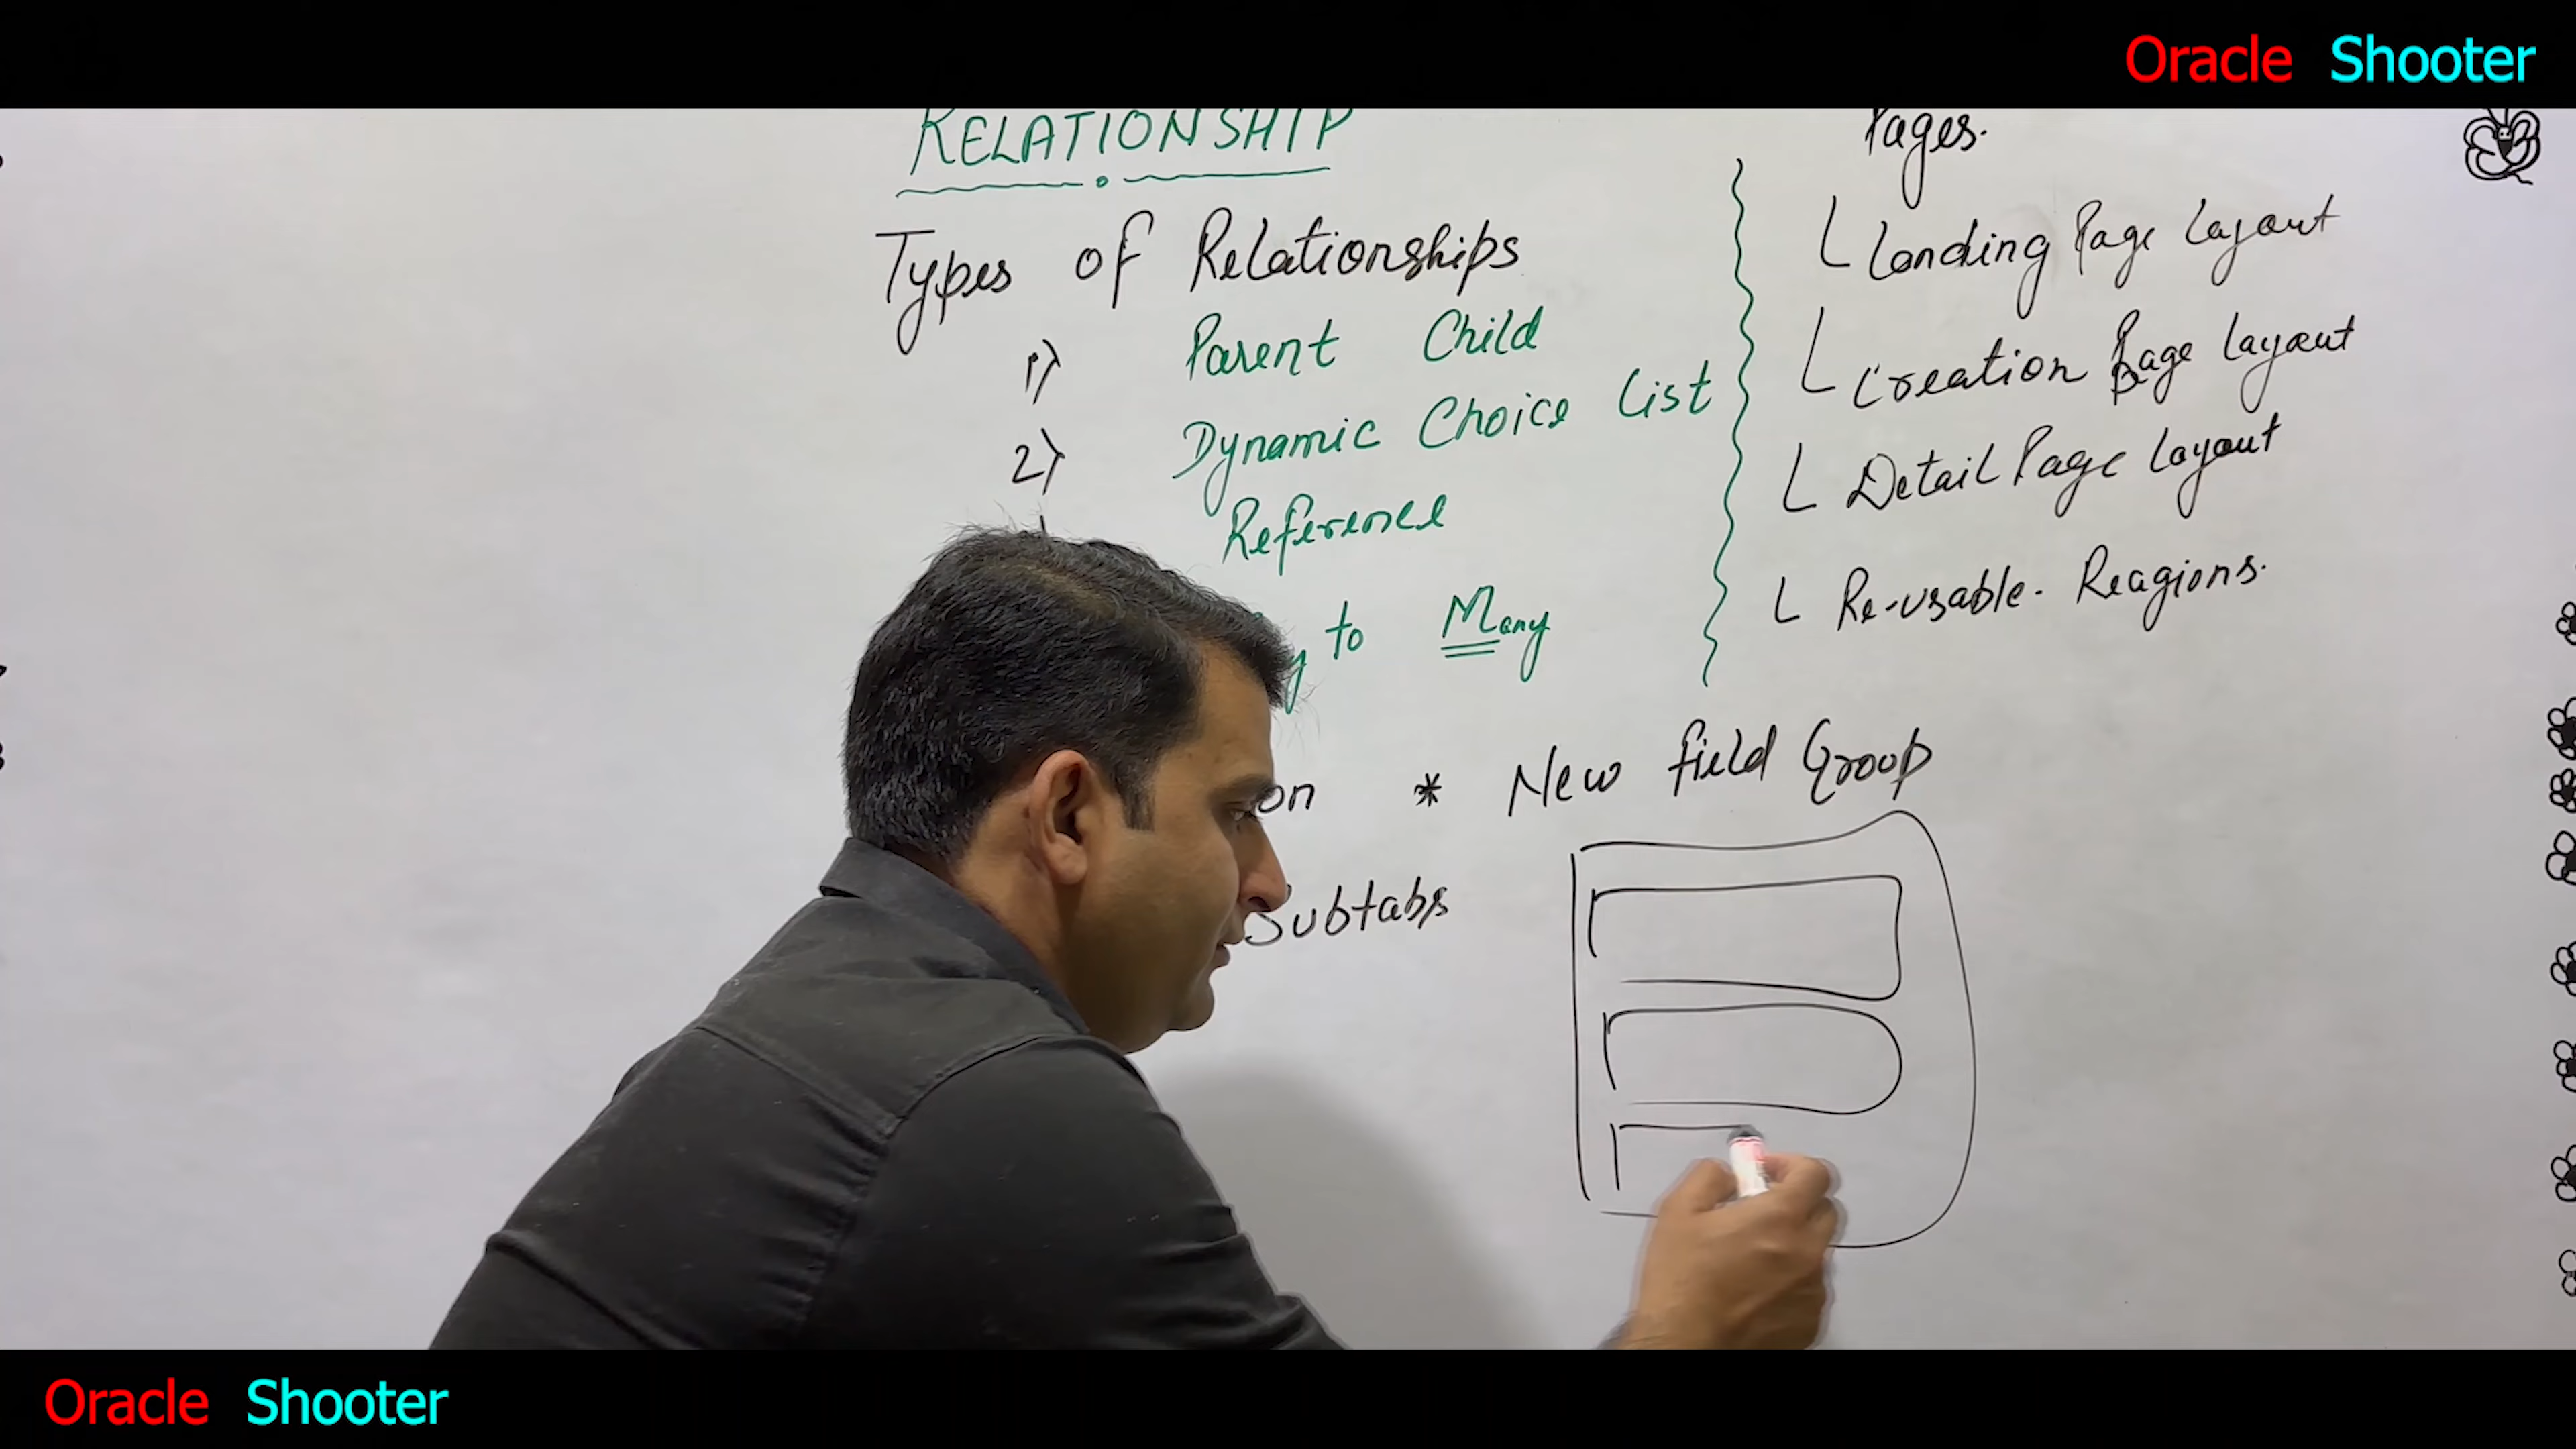 Oracle Shooter
RELATIONSHIP
Types of Relationships
1) Parent Child
2) Dynamic Choice List
Reference
to Many
Pages.
Landing Page Layout
Creation Page Layout
Detail Page Layout
Re-usable. Reagions.
* New field Group
Subtabs
Oracle Shooter